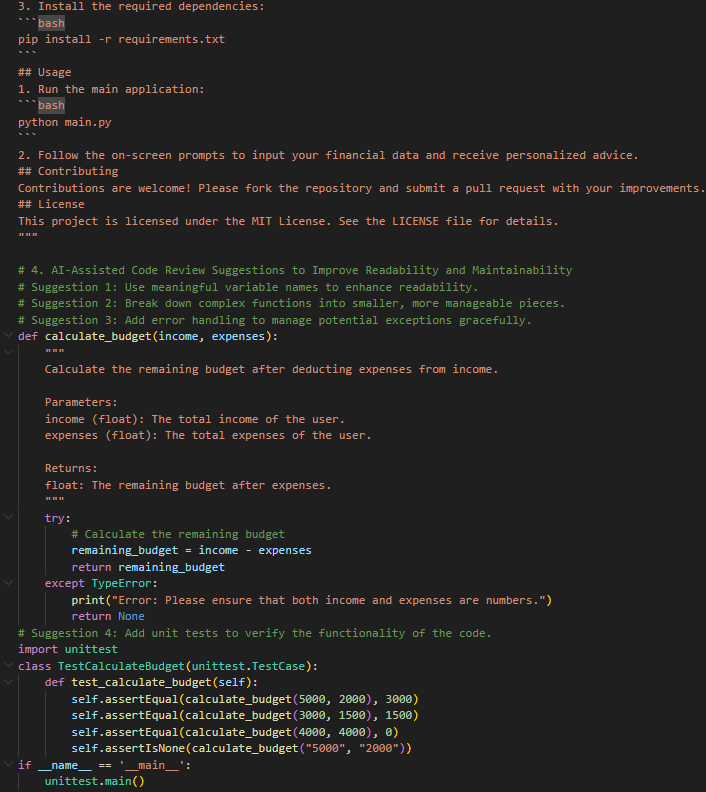 3. Install the required dependencies:
```bash
pip install -r requirements.txt
```
## Usage
1. Run the main application:
```bash
python main.py
```
2. Follow the on-screen prompts to input your financial data and receive personalized advice.
## Contributing
Contributions are welcome! Please fork the repository and submit a pull request with your improvements.
## License
This project is licensed under the MIT License. See the LICENSE file for details.
"""

# 4. AI-Assisted Code Review Suggestions to Improve Readability and Maintainability
# Suggestion 1: Use meaningful variable names to enhance readability.
# Suggestion 2: Break down complex functions into smaller, more manageable pieces.
# Suggestion 3: Add error handling to manage potential exceptions gracefully.
def calculate_budget(income, expenses):
    """
    Calculate the remaining budget after deducting expenses from income.

    Parameters:
    income (float): The total income of the user.
    expenses (float): The total expenses of the user.

    Returns:
    float: The remaining budget after expenses.
    """
    try:
        # Calculate the remaining budget
        remaining_budget = income - expenses
        return remaining_budget
    except TypeError:
        print("Error: Please ensure that both income and expenses are numbers.")
        return None
# Suggestion 4: Add unit tests to verify the functionality of the code.
import unittest
class TestCalculateBudget(unittest.TestCase):
    def test_calculate_budget(self):
        self.assertEqual(calculate_budget(5000, 2000), 3000)
        self.assertEqual(calculate_budget(3000, 1500), 1500)
        self.assertEqual(calculate_budget(4000, 4000), 0)
        self.assertIsNone(calculate_budget("5000", "2000"))
if __name__ == '__main__':
    unittest.main()